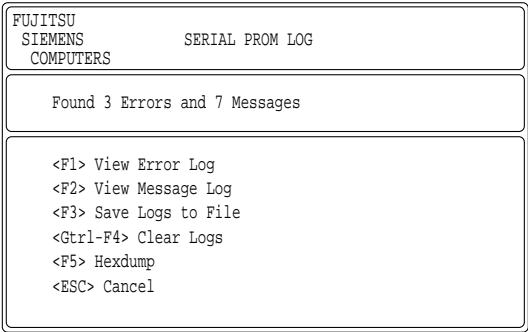 FUJITSU
SIEMENS SERIAL PROM LOG
COMPUTERS
Found 3 Errors and 7 Messages
<F1> View Error Log
<F2> View Message Log
<F3> Save Logs to File
<Gtrl-F4> Clear Logs
<F5> Hexdump
<ESC> Cancel